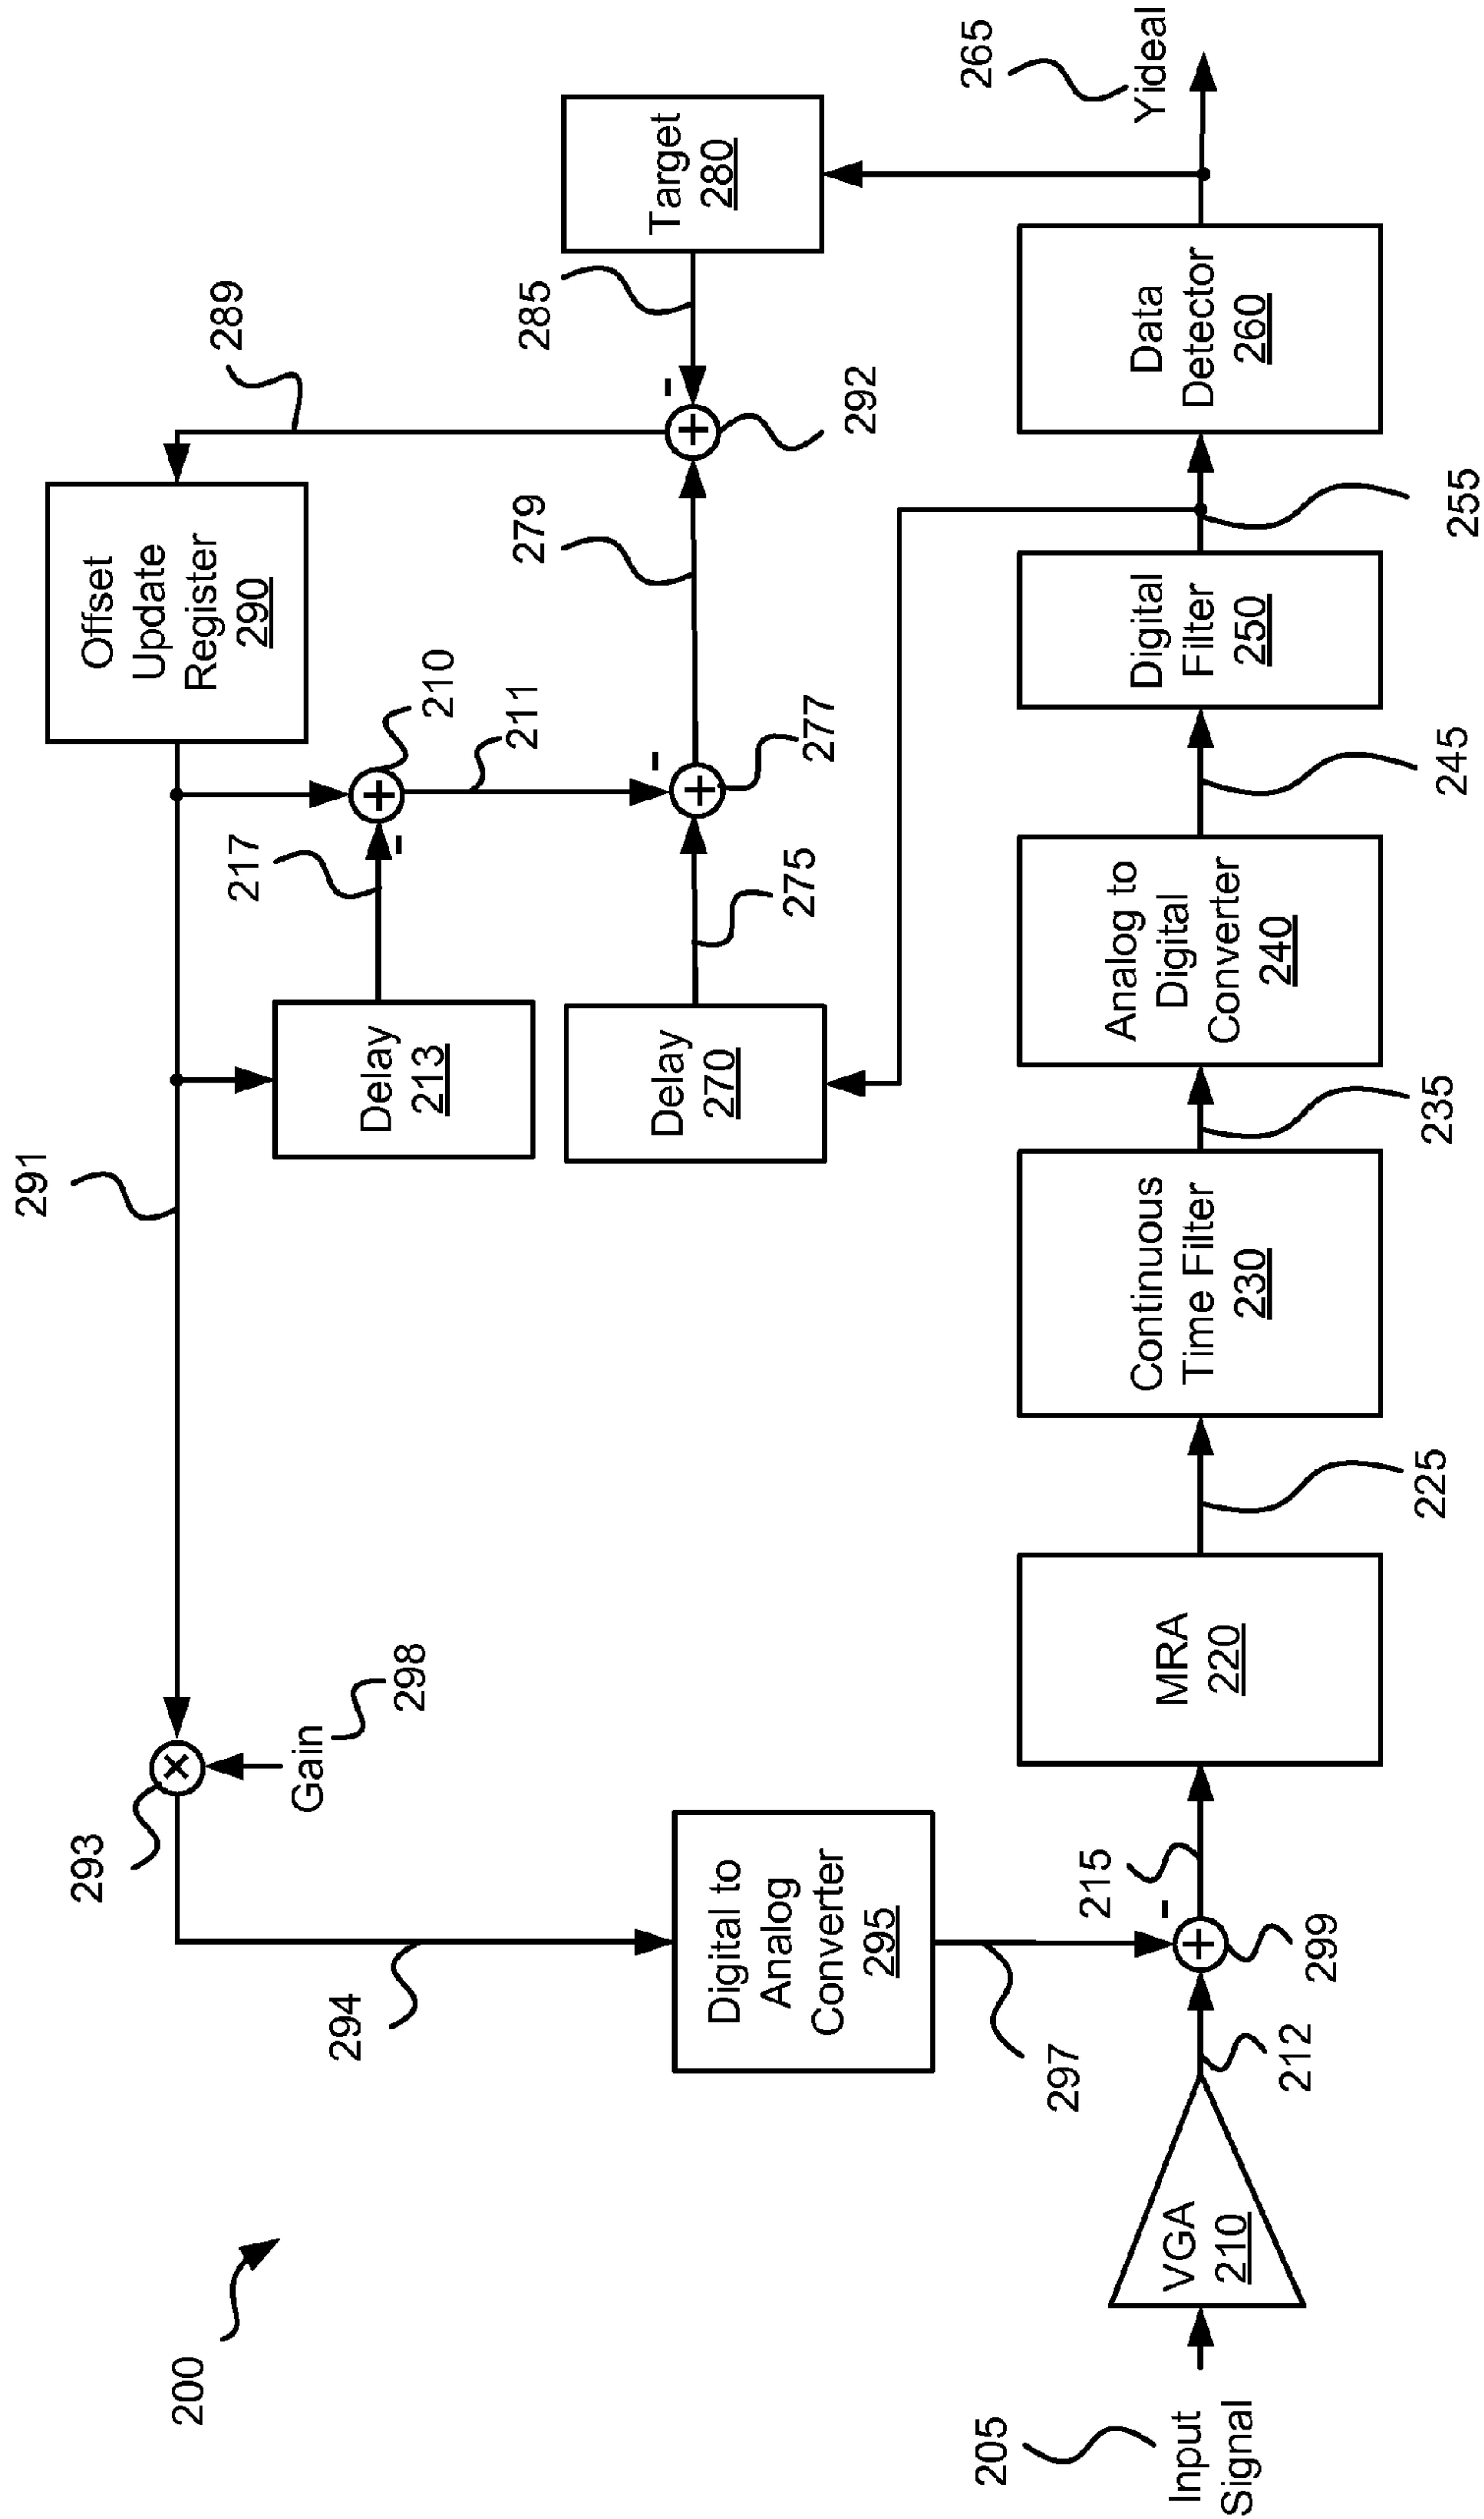 200
205
Input
Signal
VGA
210
212
299
215
297
Digital to
Analog
Converter
295
294
293
Gain
298
291
MRA
220
225
Continuous
Time Filter
230
235
Analog to
Digital
Converter
240
245
Digital
Filter
250
255
Data
Detector
260
265
Yideal
Target
280
285
-
+
292
289
Offset
Update
Register
290
+
210
211
217
-
Delay
213
Delay
270
275
-
+
277
279
×
-
+